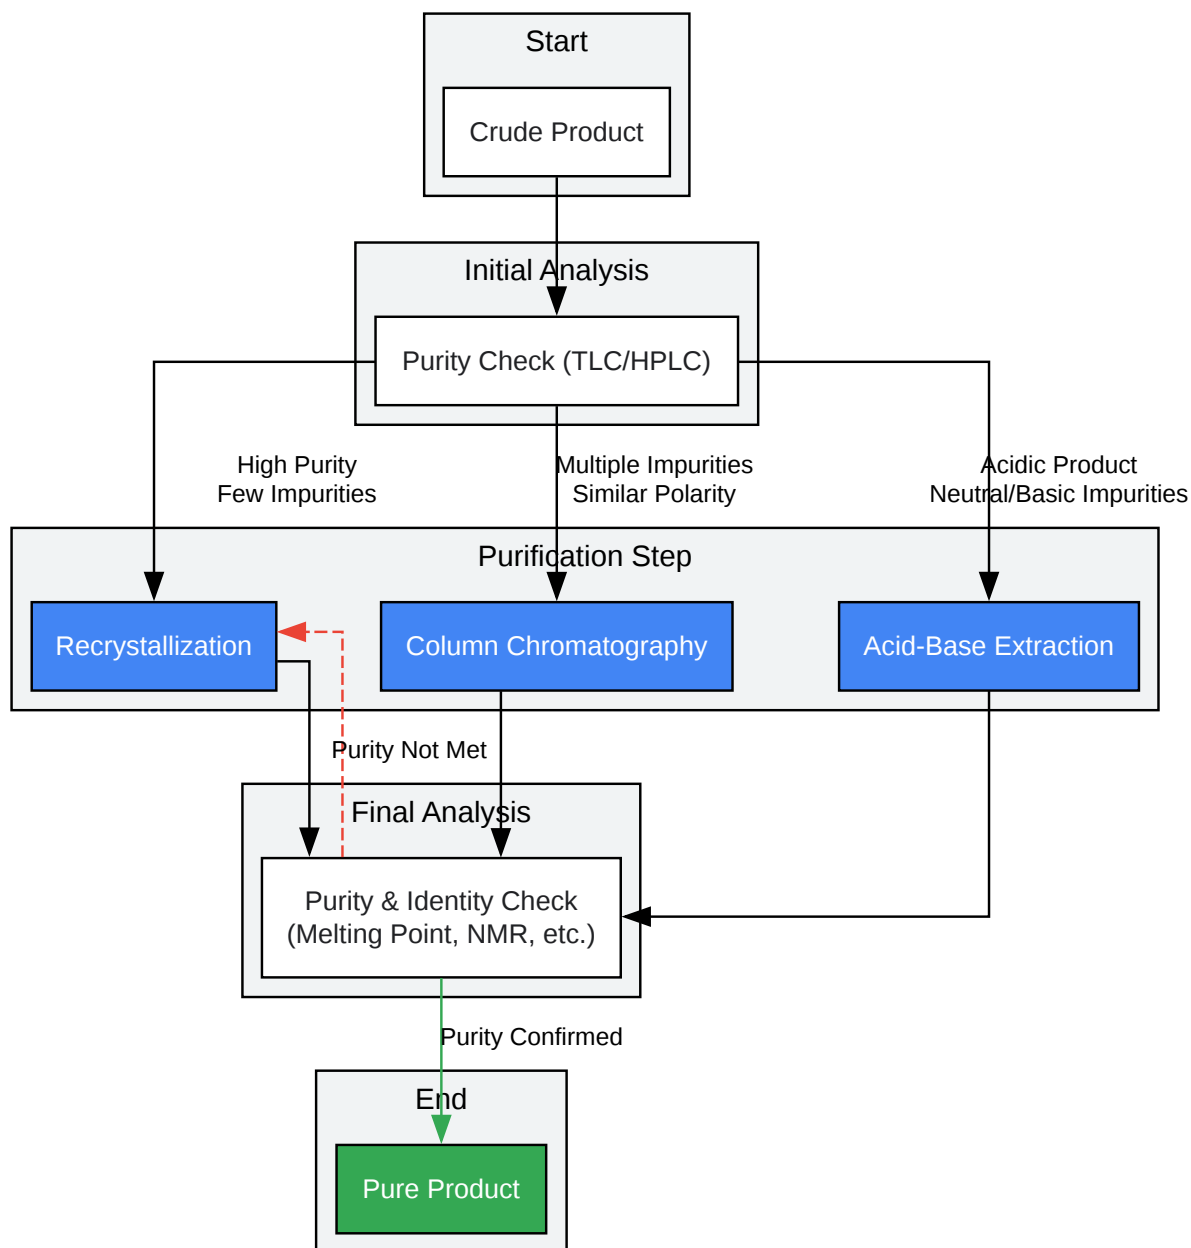 Start
Crude Product
Initial Analysis
Purity Check (TLC/HPLC)
High Purity
Few Impurities
Multiple Impurities
Similar Polarity
Acidic Product
Neutral/Basic Impurities
Purification Step
Recrystallization
Column Chromatography
Acid-Base Extraction
Purity Not Met
Final Analysis
Purity & Identity Check
(Melting Point, NMR, etc.)
Purity Confirmed
End
Pure Product